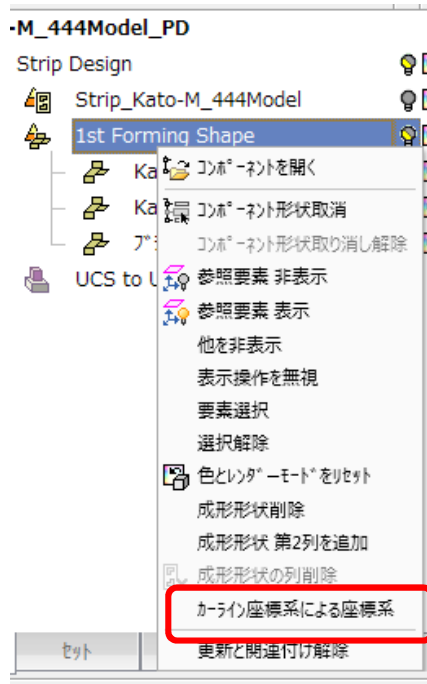 -M_444Model_PD
Strip Design
Strip_Kato-M_444Model
1st Forming Shape
Ka
Ka
ﾌﾞ
UCS to U
ｺﾝﾎﾟｰﾈﾝﾄを開く
ｺﾝﾎﾟｰﾈﾝﾄ形状取消
ｺﾝﾎﾟｰﾈﾝﾄ形状取り消し解除
参照要素 非表示
参照要素 表示
他を非表示
表示操作を無視
要素選択
選択解除
色とﾚﾝﾀﾞｰﾓｰﾄﾞをﾘｾｯﾄ
成形形状削除
成形形状 第2列を追加
成形形状の列削除
ｶｰﾗｲﾝ座標系による座標系
更新と関連付け解除
ｾｯﾄ